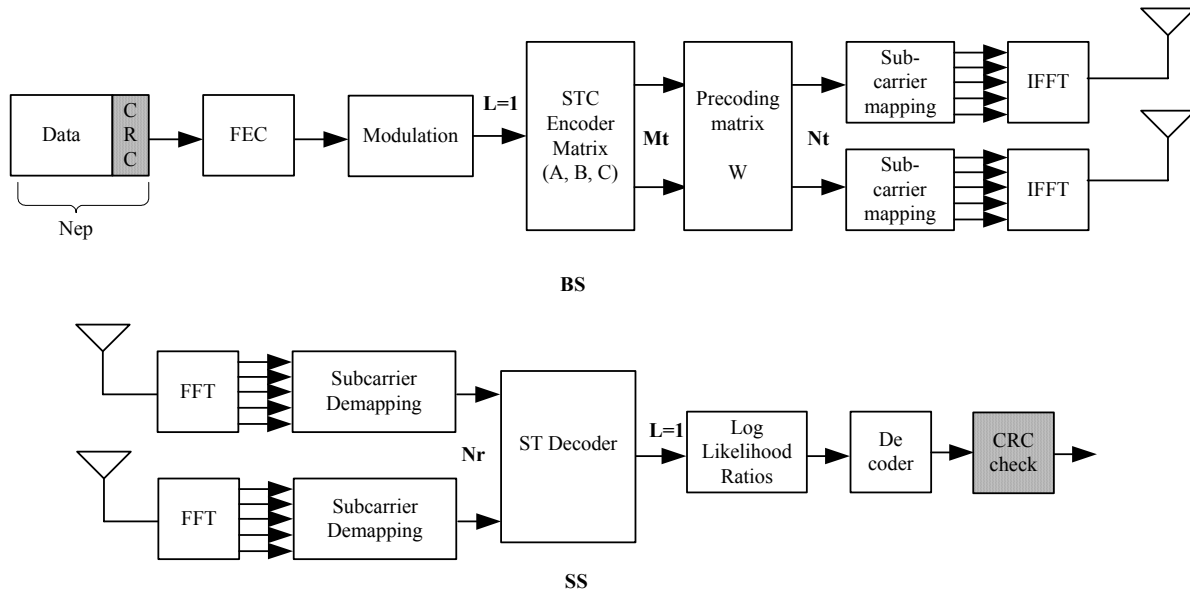 Data
C
R
C
Nep
FEC
Modulation
L=1
STC
Encoder
Matrix
(A, B, C)
Mt
Precoding
matrix
W
Nt
Sub-
carrier
mapping
IFFT
Sub-
carrier
mapping
IFFT
BS
FFT
Subcarrier
Demapping
FFT
Subcarrier
Demapping
Nr
ST Decoder
L=1
Log
Likelihood
Ratios
De
coder
CRC
check
SS